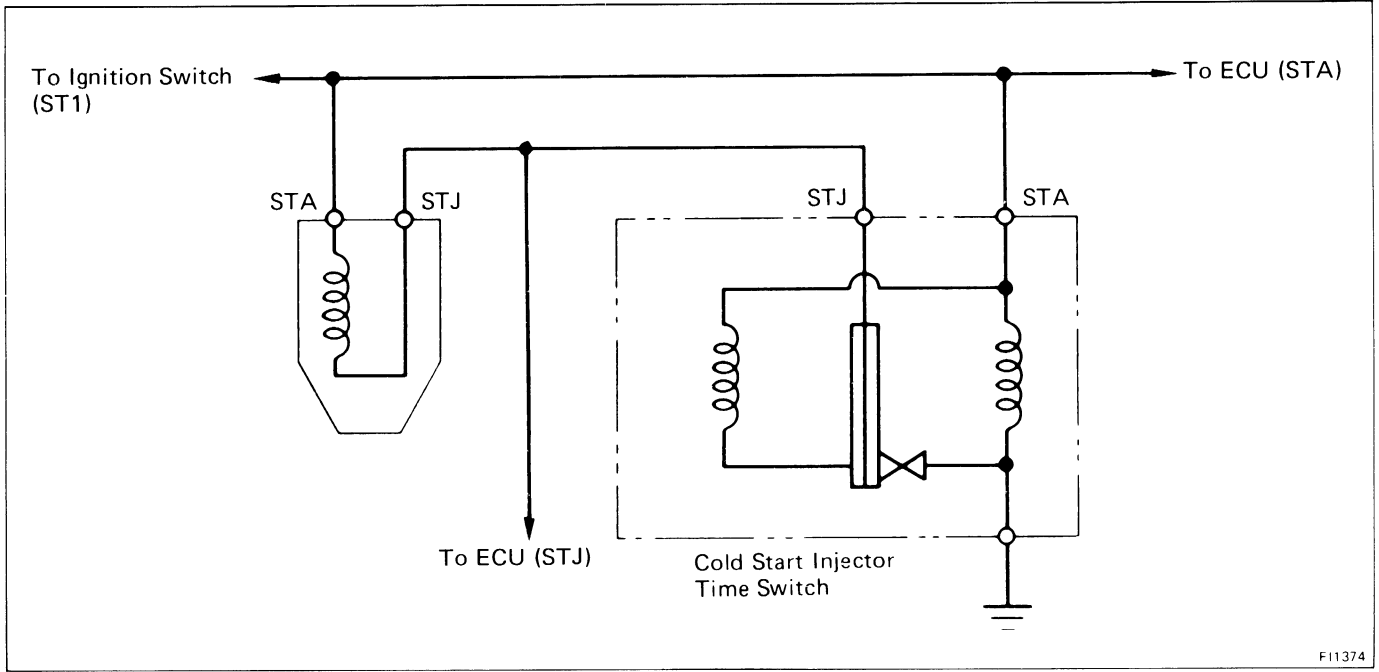 To Ignition Switch
(ST1)
To ECU (STA)
STA
STJ
STJ
STA
To ECU (STJ)
Cold Start Injector
Time Switch
FI1374